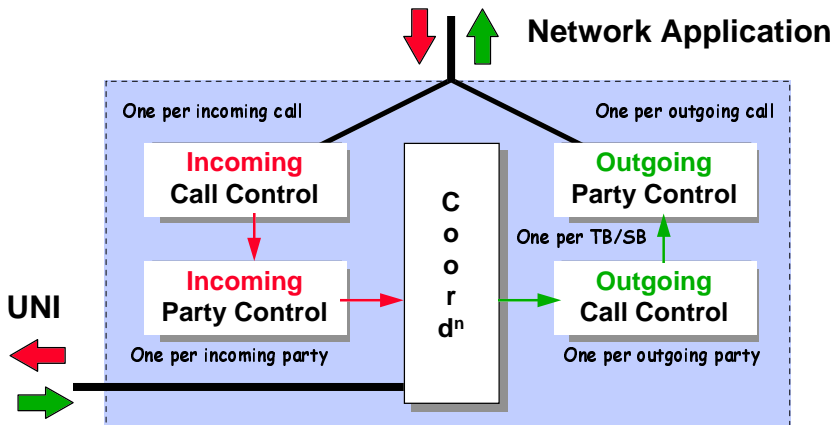 Network Application
One per incoming call
One per outgoing call
Incoming
Call Control
Outgoing
Party Control
C
o
o
r
dⁿ
One per TB/SB
Incoming
Party Control
Outgoing
Call Control
UNI
One per incoming party
One per outgoing party